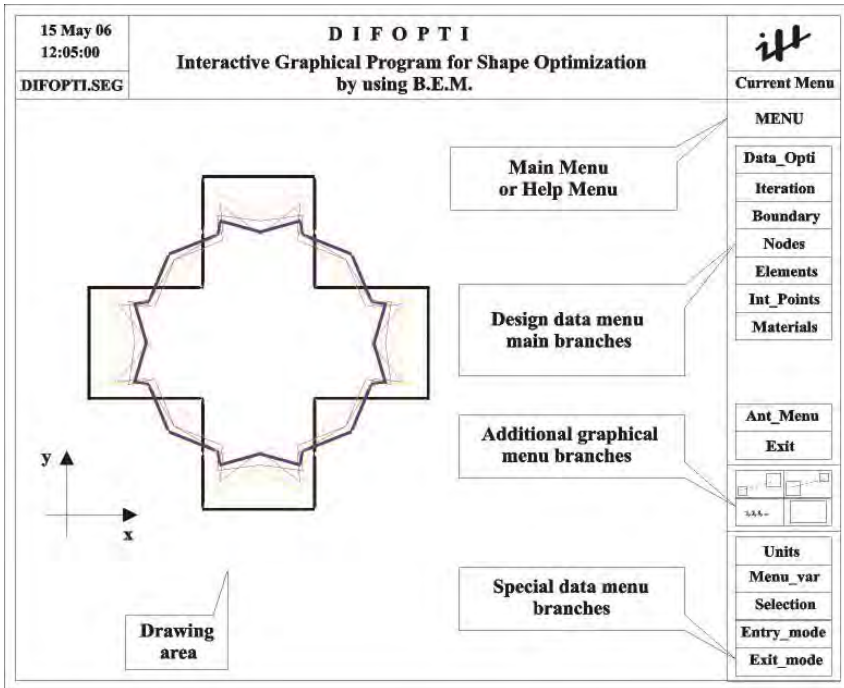 15 May 06
12:05:00
DIFOPTI.SEG
D I F O P T I
Interactive Graphical Program for Shape Optimization
by using B.E.M.
Current Menu
MENU
Main Menu
or Help Menu
Data_Opti
Iteration
Boundary
Nodes
Elements
Int_Points
Materials
Design data menu
main branches
Ant_Menu
Exit
Additional graphical
menu branches
y
x
Units
Menu_var
Selection
Entry_mode
Exit_mode
Special data menu
branches
Drawing
area